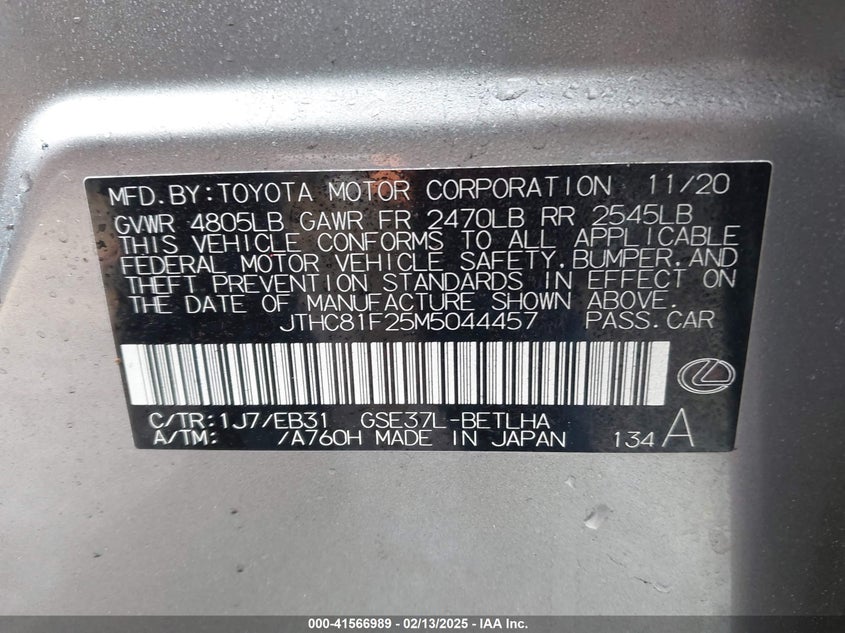 MFD.BY:TOYOTA MOTOR CORPORATION 11/20
GVWR 4805LB GAWR FR 2470LB RR 2545LB
THIS VEHICLE CONFORMS TO ALL APPLICABLE
FEDERAL MOTOR VEHICLE SAFETY,BUMPER,AND
THEFT PREVENTION STANDARDS IN EFFECT ON
THE DATE OF MANUFACTURE SHOWN ABOVE.
JTHC81F25M5044457 PASS.CAR
C/TR:1J7/EB31 GSE37L-BETLHA
A/TM: /A760H MADE IN JAPAN 134A
000-41566989 - 02/13/2025 - IAA Inc.